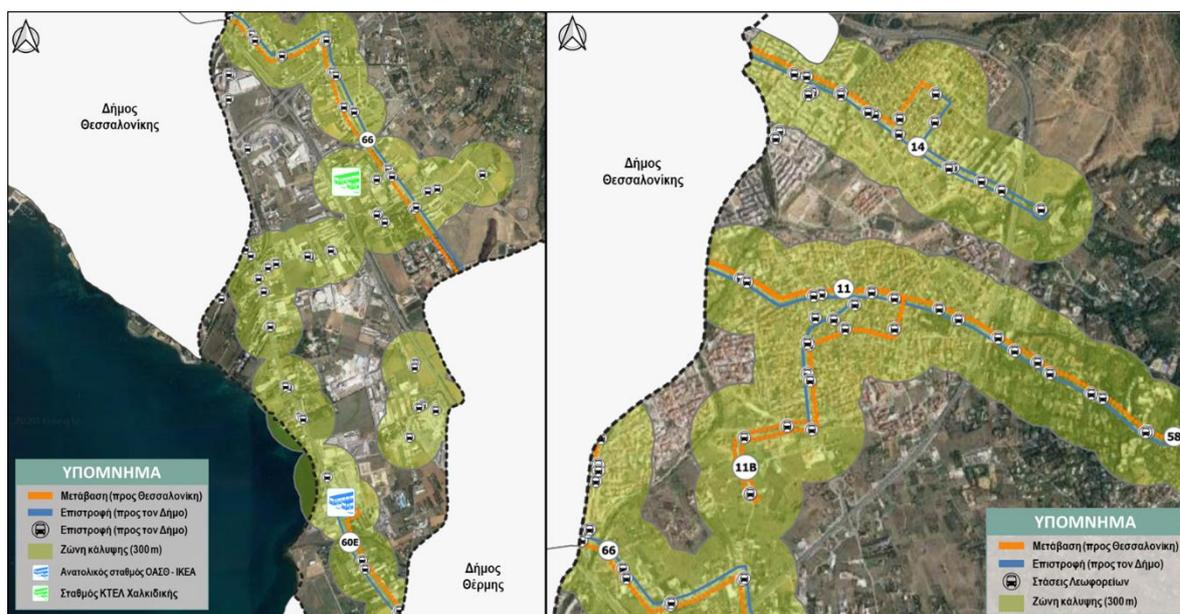 Δήμος
Θεσσαλονίκης
66
60Ε
Δήμος
Θέρμης
ΥΠΟΜΝΗΜΑ
Μετάβαση (προς Θεσσαλονίκη)
Επιστροφή (προς τον Δήμο)
Επιστροφή (προς τον Δήμο)
Ζώνη κάλυψης (300 m)
Ανατολικός σταθμός ΟΑΣΘ - ΙΚΕΑ
Σταθμός ΚΤΕΛ Χαλκιδικής
Δήμος
Θεσσαλονίκης
14
11
58
11Β
66
ΥΠΟΜΝΗΜΑ
Μετάβαση (προς Θεσσαλονίκη)
Επιστροφή (προς τον Δήμο)
Στάσεις Λεωφορείων
Ζώνη κάλυψης (300 m)